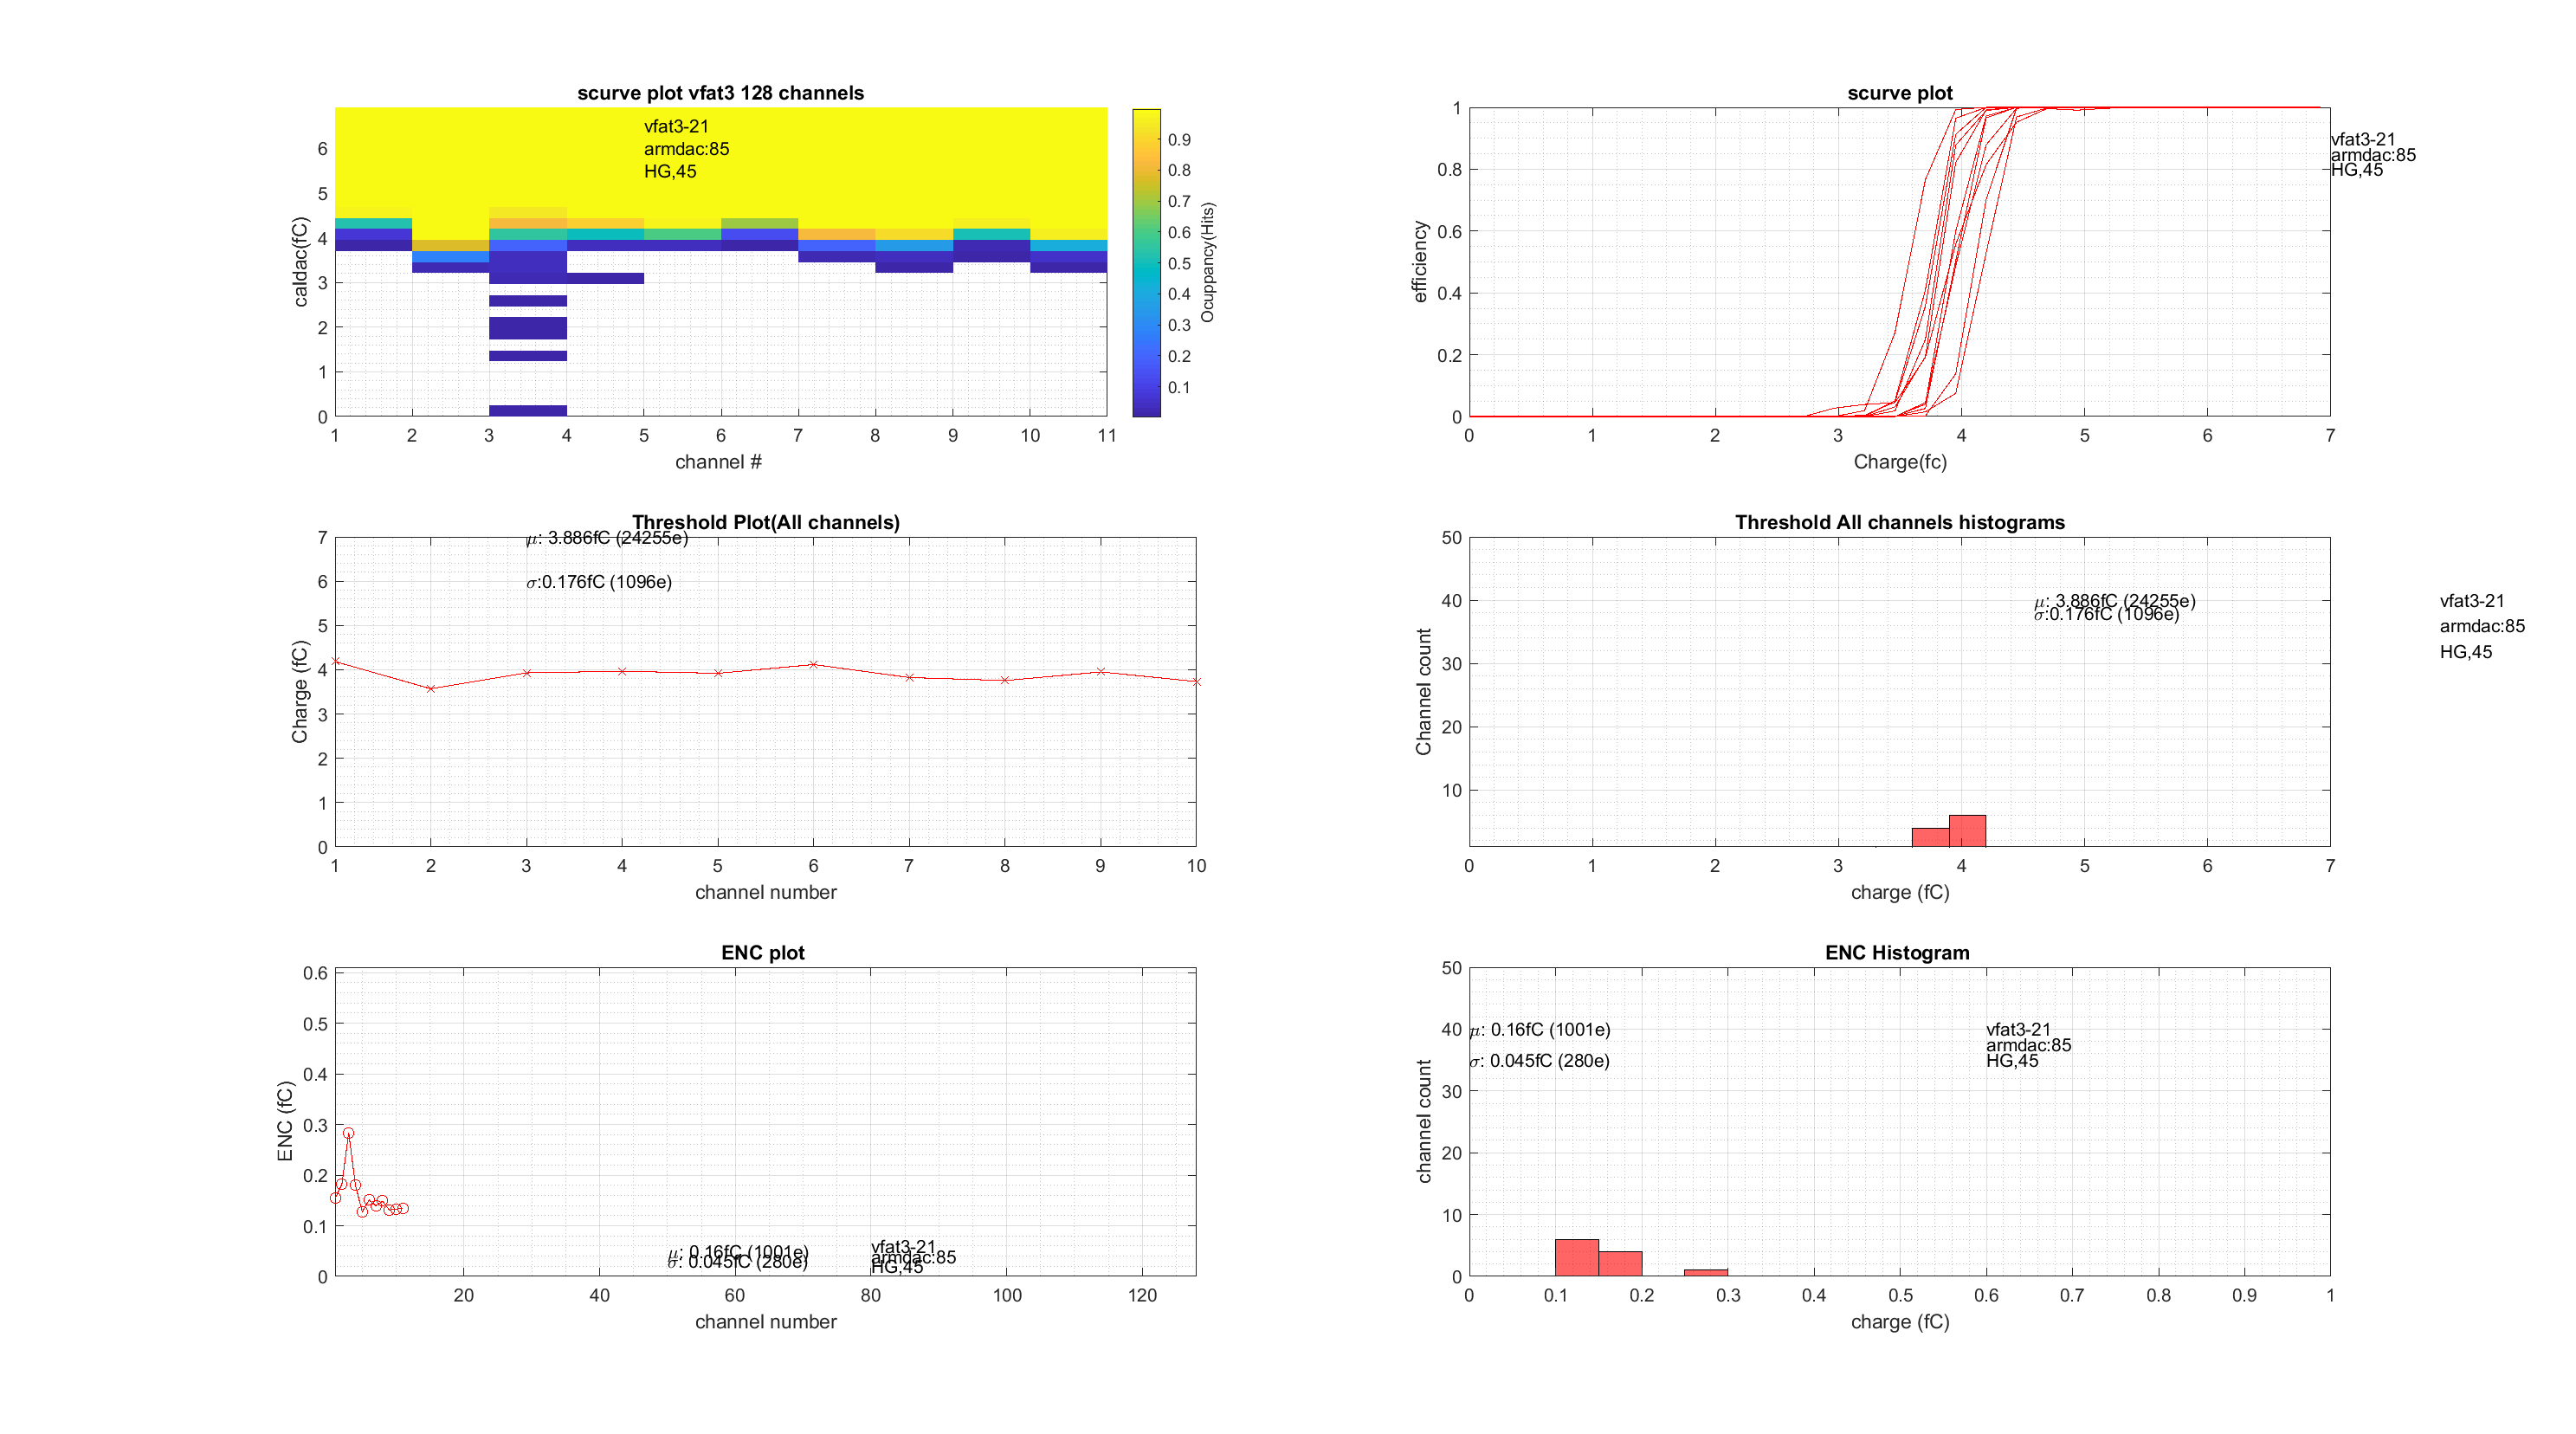 scurve plot vfat3 128 channels
vfat3-21
armdac:85
HG,45
caldac(fC)
6
5
4
3
2
1
0
1 2 3 4 5 6 7 8 9 10 11
channel #
0.9
0.8
0.7
0.6
0.5
0.4
0.3
0.2
0.1
Ocuppancy(Hits)
scurve plot
vfat3-21
armdac:85
HG,45
efficiency
1
0.8
0.6
0.4
0.2
0
0 1 2 3 4 5 6 7
Charge(fc)
Threshold Plot(All channels)
μ: 3.886fC (24255e)
σ:0.176fC (1096e)
Charge (fC)
7
6
5
4
3
2
1
0
1 2 3 4 5 6 7 8 9 10
channel number
Threshold All channels histograms
μ: 3.886fC (24255e)
σ:0.176fC (1096e)
vfat3-21
armdac:85
HG,45
Channel count
50
40
30
20
10
0 1 2 3 4 5 6 7
charge (fC)
ENC plot
ENC (fC)
0.6
0.5
0.4
0.3
0.2
0.1
0
μ: 0.16fC (1001e)
σ: 0.045fC (280e)
vfat3-21
armdac:85
HG,45
20 40 60 80 100 120
channel number
ENC Histogram
μ: 0.16fC (1001e)
σ: 0.045fC (280e)
vfat3-21
armdac:85
HG,45
channel count
50
40
30
20
10
0
0 0.1 0.2 0.3 0.4 0.5 0.6 0.7 0.8 0.9 1
charge (fC)